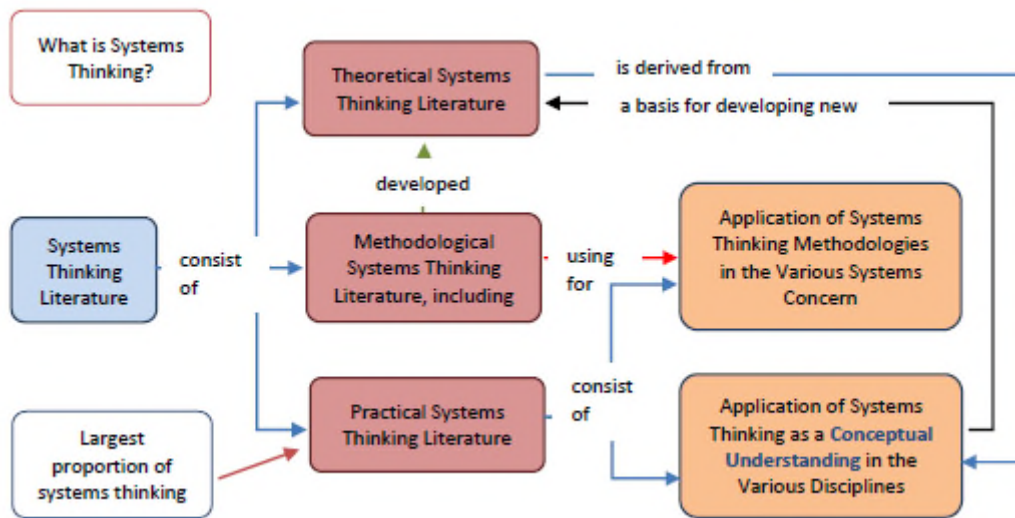 What is Systems
Thinking?
Theoretical Systems
Thinking Literature
is derived from
a basis for developing new
developed
Systems
Thinking
Literature
consist
of
Methodological
Systems Thinking
Literature, including
using
for
Application of Systems
Thinking Methodologies
in the Various Systems
Concern
Largest
proportion of
systems thinking
Practical Systems
Thinking Literature
consist
of
Application of Systems
Thinking as a Conceptual
Understanding in the
Various Disciplines